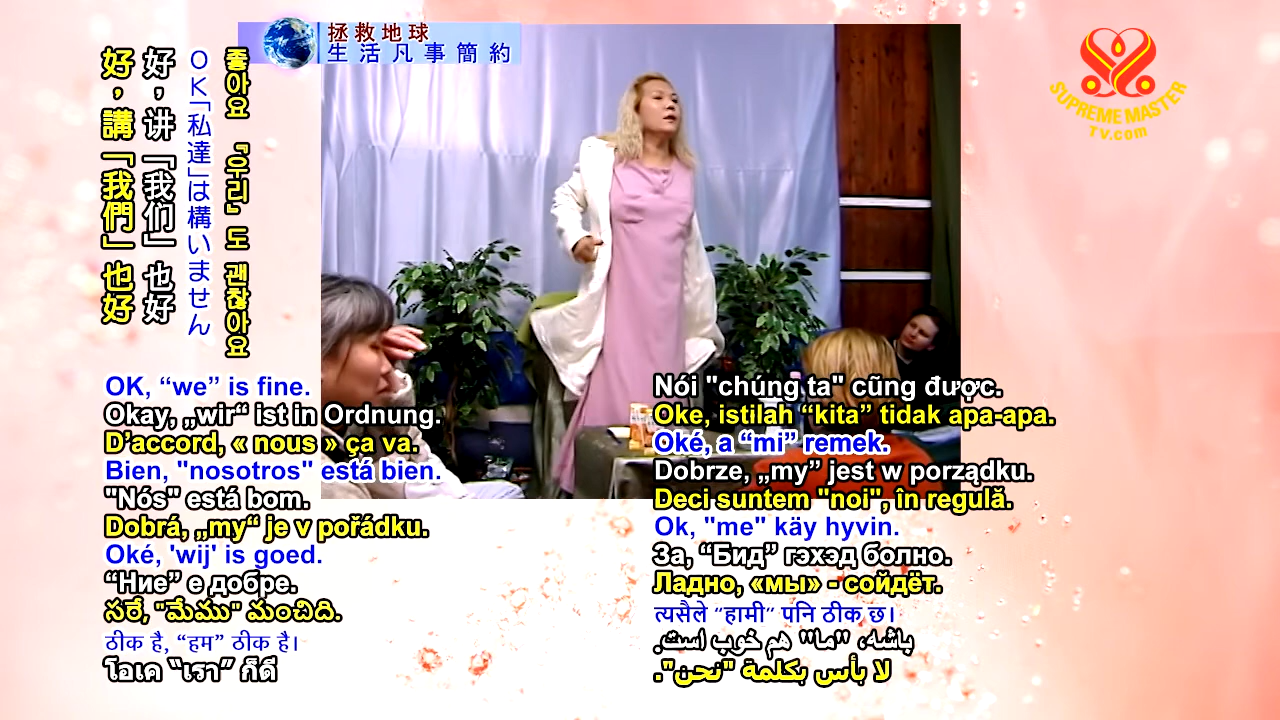 拯救地球
生活凡事簡約
SUPREME MASTER
TV.com
好，講「我們」也好
好，讲「我们」也好
OK「私達」は構いません
좋아요 『우리』도 괜찮아요
OK, “we” is fine.
Okay, „wir“ ist in Ordnung.
D’accord, « nous » ça va.
Bien, "nosotros" está bien.
"Nós" está bom.
Dobrá, „my“ je v pořádku.
Oké, 'wij' is goed.
“Ние” е добре.
సరే, "మేము" మంచిది.
ठीक है, “हम” ठीक है।
โอเค “เรา” ก็ดี
Nói "chúng ta" cũng được.
Oke, istilah “kita” tidak apa-apa.
Oké, a “mi” remek.
Dobrze, „my” jest w porządku.
Deci suntem "noi", în regulă.
Ok, "me" käy hyvin.
За, “Бид” гэхэд болно.
Ладно, «мы» - сойдёт.
त्यसैले “हामी” पनि ठीक छ।
باشه، "ما" هم خوب است.
لا بأس بكلمة "نحن".